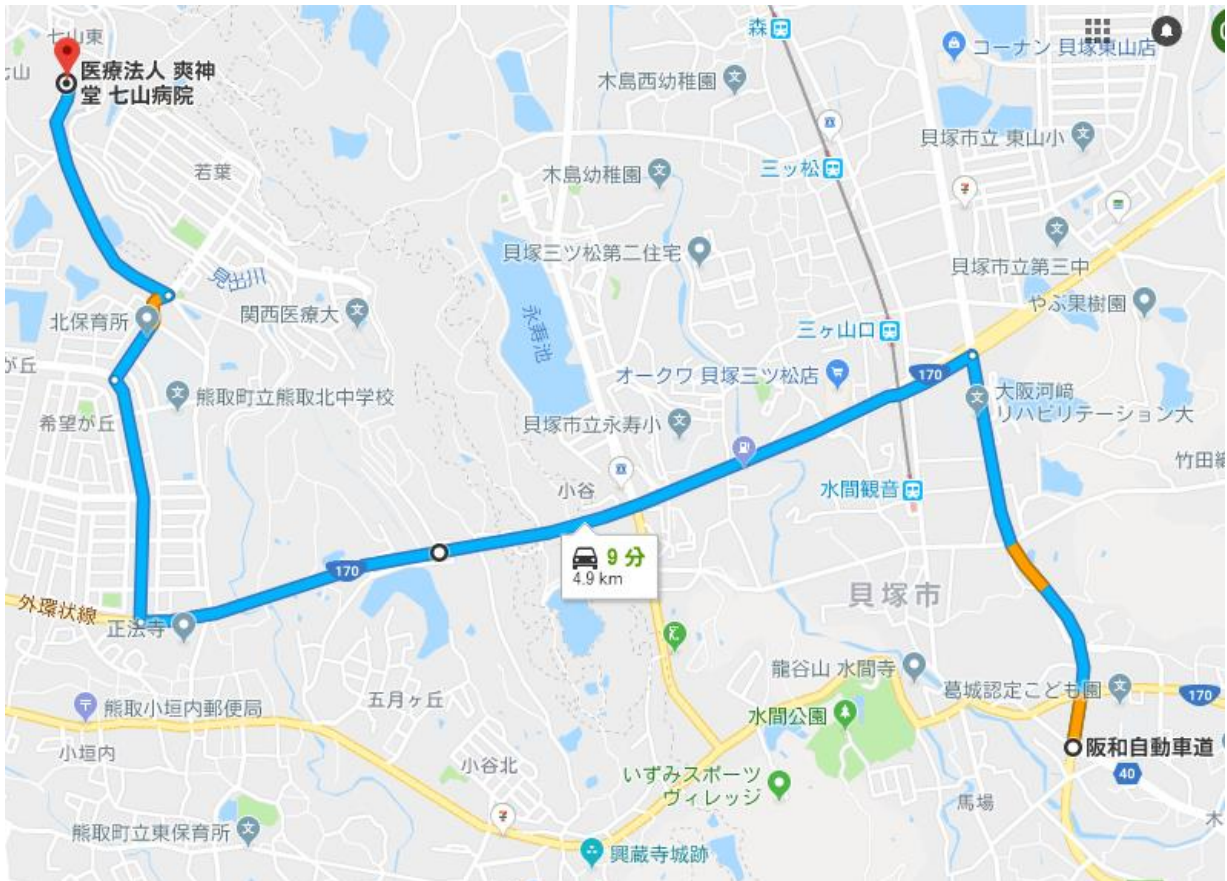 七山東
七山
医療法人 爽神
堂 七山病院
森
コーナン 貝塚東山店
木島西幼稚園
貝塚市立 東山小
三ッ松
木島幼稚園
若葉
貝塚三ツ松第二住宅
貝塚市立第三中
見出川
北保育所
関西医療大
永寿池
やぶ果樹園
三ヶ山口
が丘
オークワ 貝塚三ツ松店
170
熊取町立熊取北中学校
大阪河﨑
リハビリテーション大
希望が丘
貝塚市立永寿小
竹田
小谷
水間観音
9 分
4.9 km
170
貝塚市
外環状線
正法寺
龍谷山 水間寺
葛城認定こども園
170
五月ヶ丘
熊取小垣内郵便局
水間公園
小垣内
小谷北
いずみスポーツ
ヴィレッジ
阪和自動車道
40
馬場
木
熊取町立東保育所
興蔵寺城跡